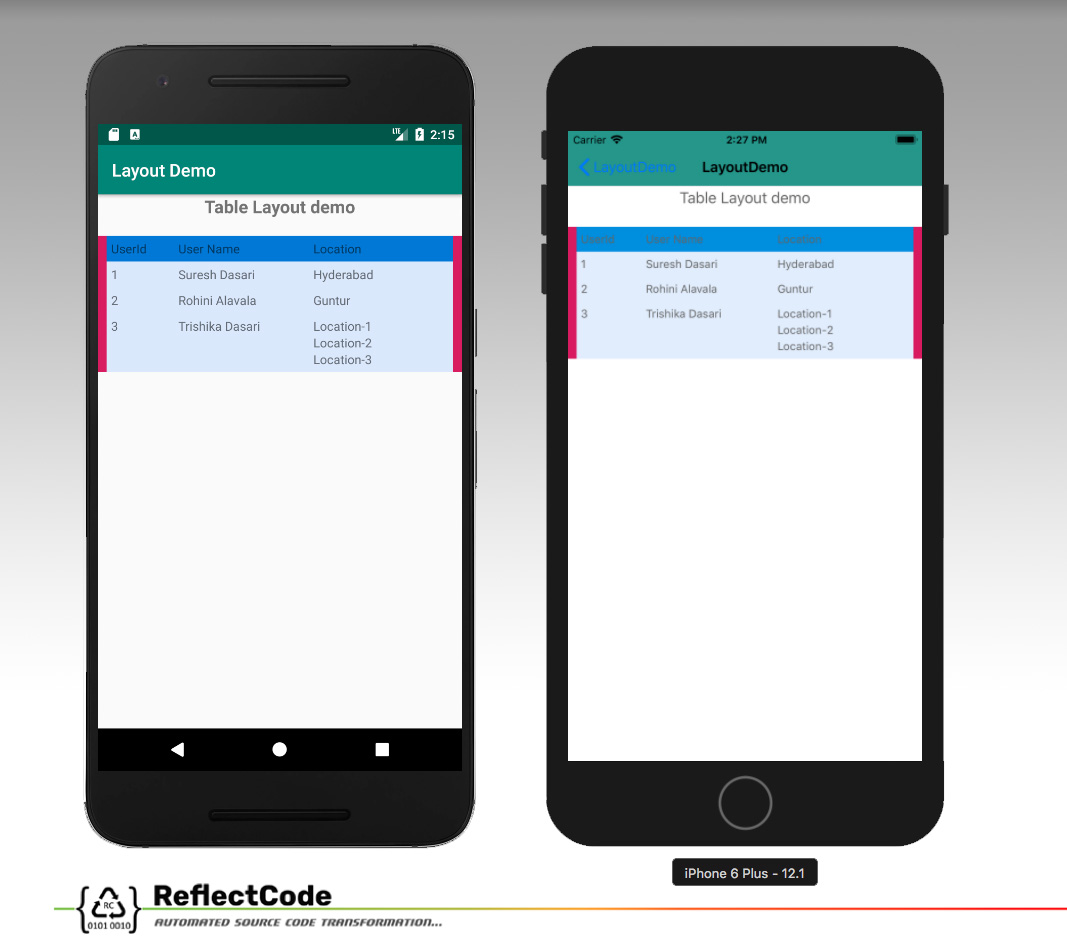 LTE 2:15
Layout Demo
Table Layout demo
UserId User Name Location
1 Suresh Dasari Hyderabad
2 Rohini Alavala Guntur
3 Trishika Dasari Location-1
Location-2
Location-3
Carrier 2:27 PM
LayoutDemo LayoutDemo
Table Layout demo
UserId User Name Location
1 Suresh Dasari Hyderabad
2 Rohini Alavala Guntur
3 Trishika Dasari Location-1
Location-2
Location-3
iPhone 6 Plus - 12.1
RC
0101 0010
ReflectCode
AUTOMATED SOURCE CODE TRANSFORMATION...